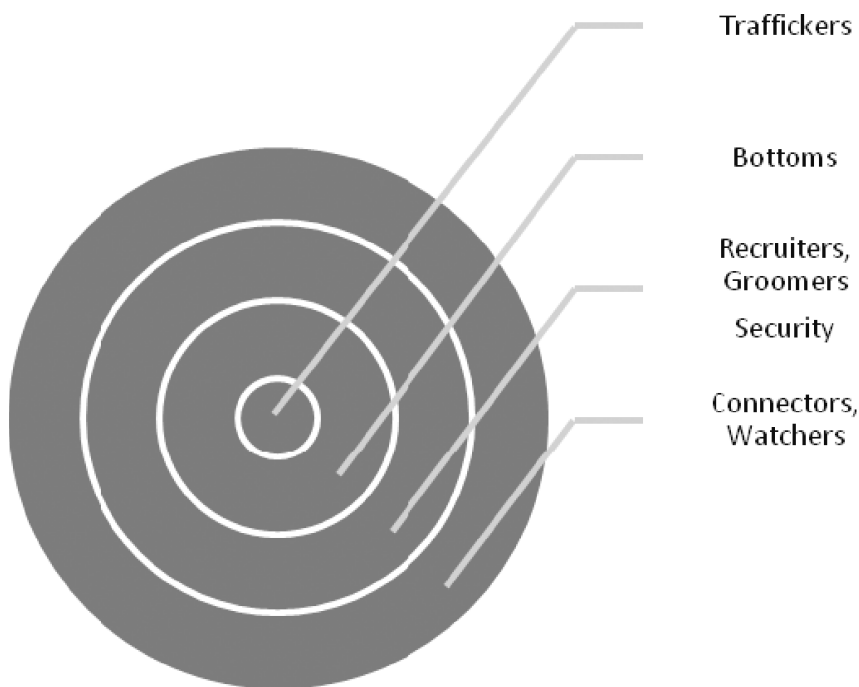 Traffickers
Bottoms
Recruiters,
Groomers
Security
Connectors,
Watchers